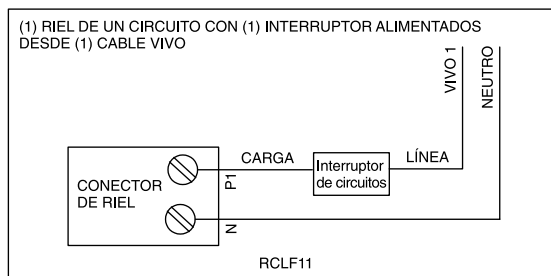 (1) RIEL DE UN CIRCUITO CON (1) INTERRUPTOR ALIMENTADOS
DESDE (1) CABLE VIVO
VIVO 1
NEUTRO
CARGA
LÍNEA
Interruptor
de circuitos
P1
CONECTOR
DE RIEL
N
RCLF11